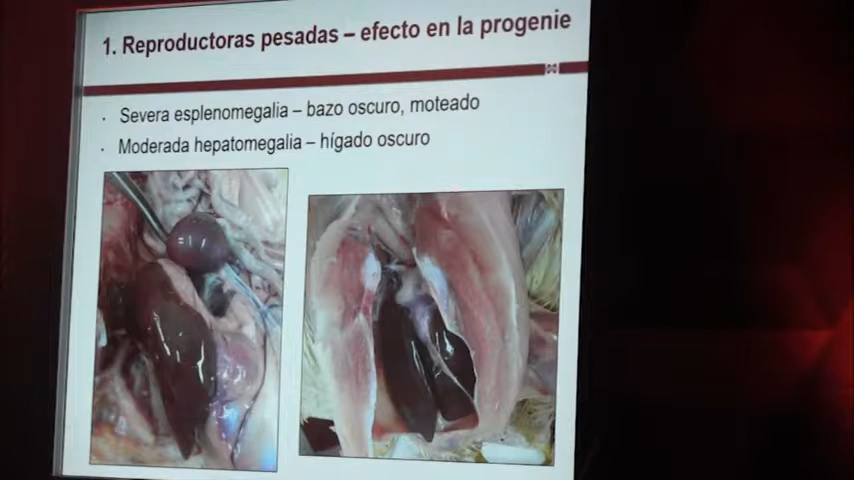 1. Reproductoras pesadas – efecto en la progenie
· Severa esplenomegalia – bazo oscuro, moteado
· Moderada hepatomegalia – hígado oscuro